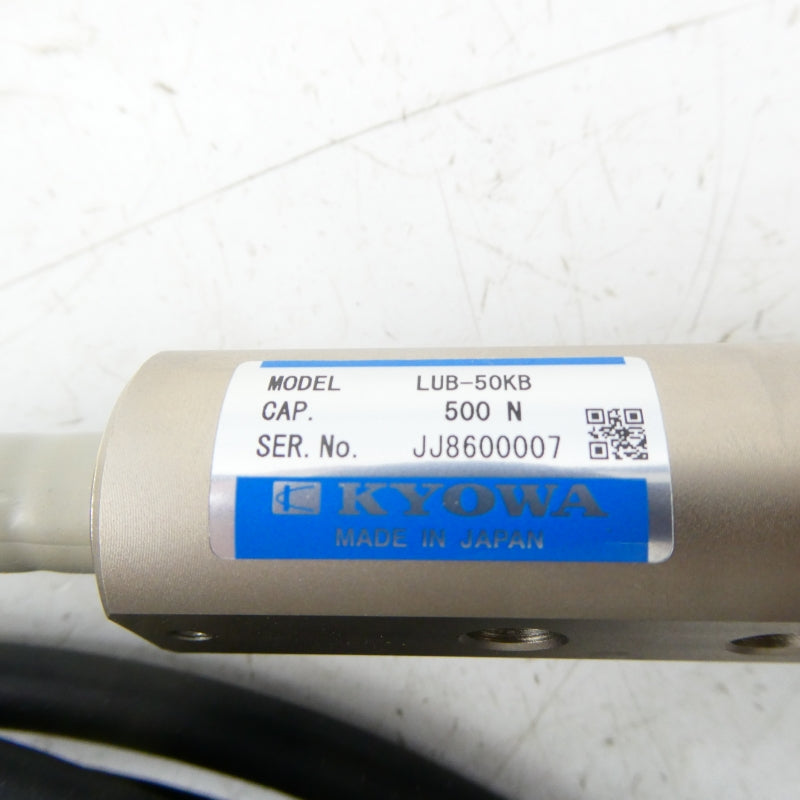 MODEL LUB-50KB
CAP. 500 N
SER. No. JJ8600007
KYOWA
MADE IN JAPAN